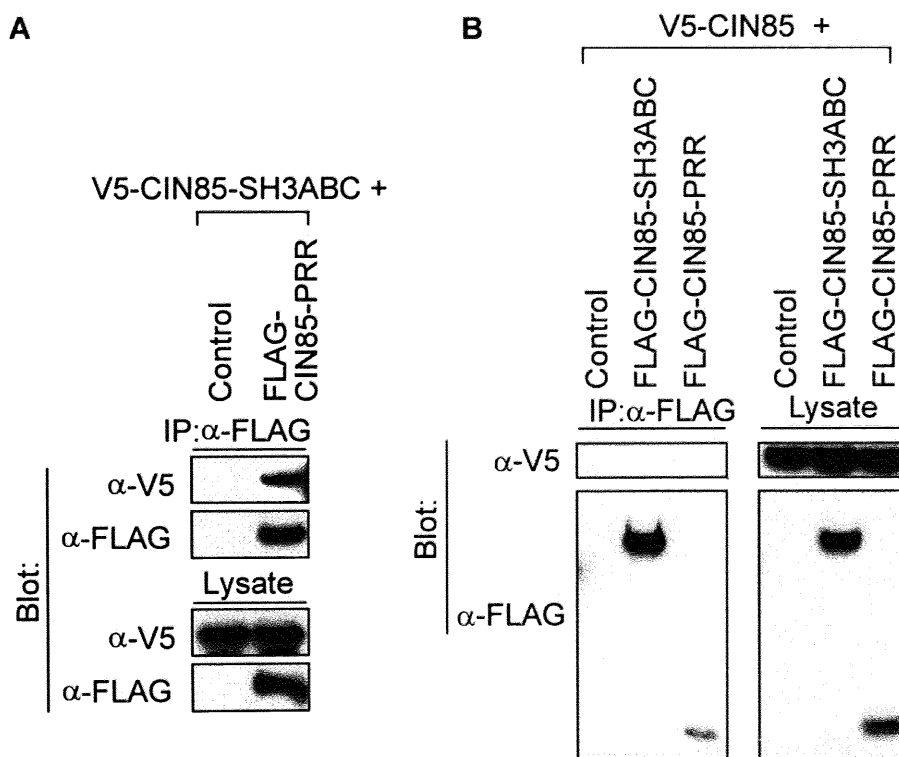 A
V5-CIN85-SH3ABC +
Control
FLAG-
CIN85-PRR
IP:α-FLAG
α-V5
α-FLAG
Lysate
α-V5
α-FLAG
Blot:
B
V5-CIN85 +
Control
FLAG-CIN85-SH3ABC
FLAG-CIN85-PRR
Control
FLAG-CIN85-SH3ABC
FLAG-CIN85-PRR
IP:α-FLAG
Lysate
α-V5
α-FLAG
Blot: